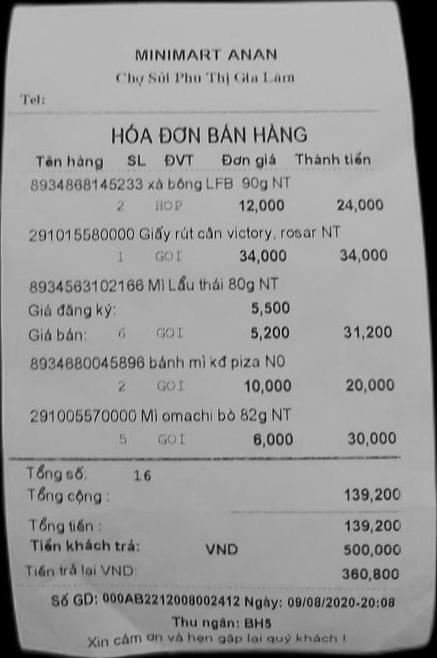 MINIMART ANAN
Chợ Sủi Phú Thị Gia Lâm
Tel:
HÓA ĐƠN BÁN HÀNG
Tên hàng SL ĐVT Đơn giá Thành tiền
8934868145233 xà bông LFB 90g NT
2 HOP 12,000 24,000
291015580000 Giấy rút cân victory, rosar NT
1 GOI 34,000 34,000
8934563102166 Mì Lẩu thái 80g NT
Giá đăng ký: 5,500
Giá bán: 6 GOI 5,200 31,200
8934680045896 bánh mì kđ piza N0
2 GOI 10,000 20,000
291005570000 Mì omachi bò 82g NT
5 GOI 6,000 30,000
Tổng số: 16
Tổng cộng : 139,200
Tổng tiền : 139,200
Tiền khách trả: VND 500,000
Tiền trả lại VND: 360,800
Số GD: 000AB2212008002412 Ngày: 09/08/2020-20:08
Thu ngân: BH5
Xin cảm ơn và hẹn gặp lại quý khách !